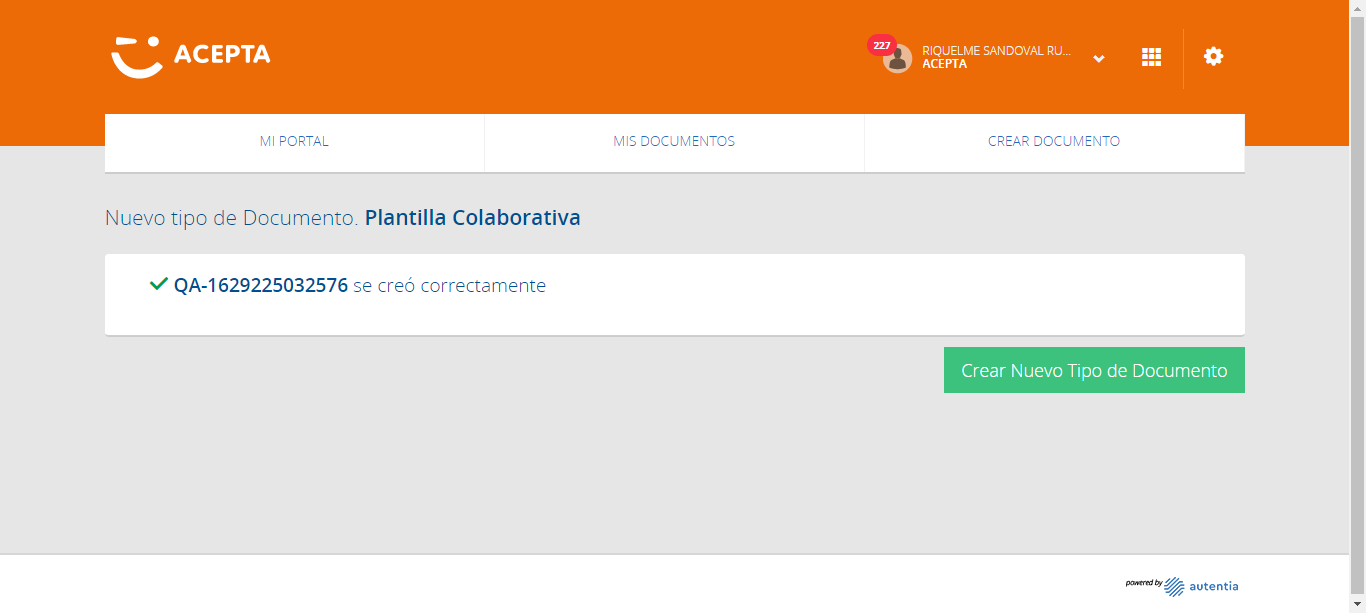 ACEPTA
227
RIQUELME SANDOVAL RU...
ACEPTA
MI PORTAL
MIS DOCUMENTOS
CREAR DOCUMENTO
Nuevo tipo de Documento. Plantilla Colaborativa
QA-1629225032576 se creó correctamente
Crear Nuevo Tipo de Documento
powered by autentia